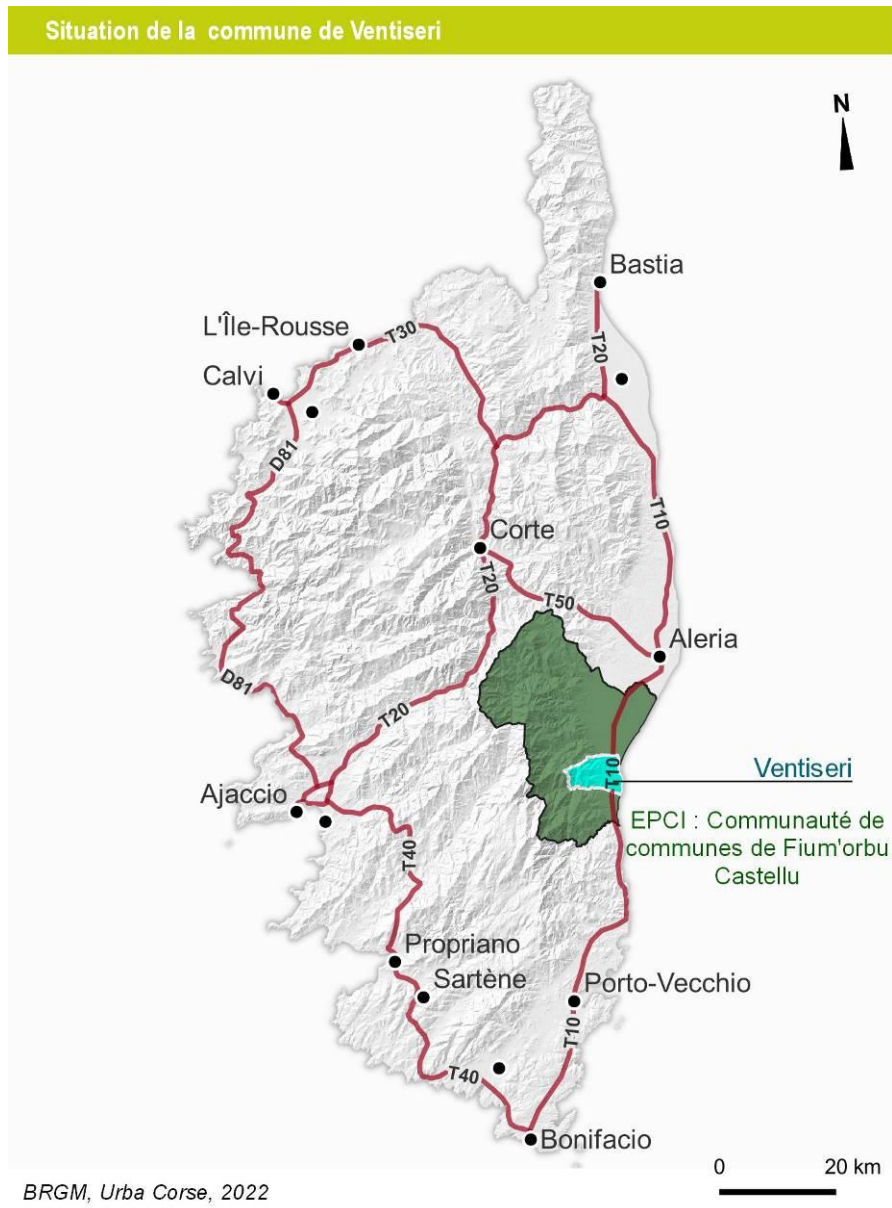 Situation de la commune de Ventiseri
N
Bastia
L'Île-Rousse
T30
Calvi
T20
D81
T10
Corte
T20
T50
Aleria
D81
T20
Ventiseri
T10
Ajaccio
EPCI : Communauté de
communes de Fium'orbu
Castellu
T40
Propriano
Sartène
Porto-Vecchio
T10
T40
Bonifacio
0 20 km
BRGM, Urba Corse, 2022